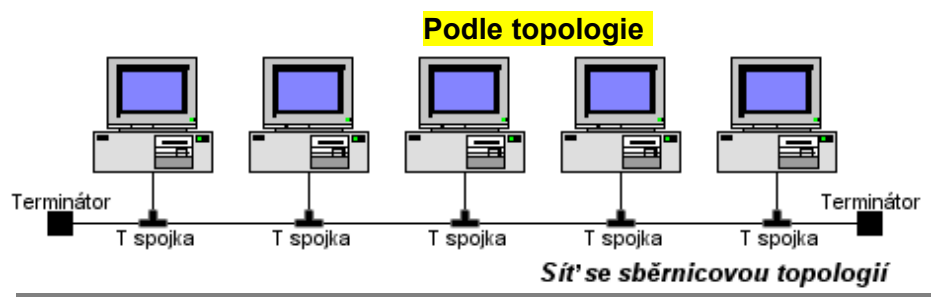 Podle topologie
Terminátor Terminátor
T spojka T spojka T spojka T spojka T spojka
Síť se sběrnicovou topologií